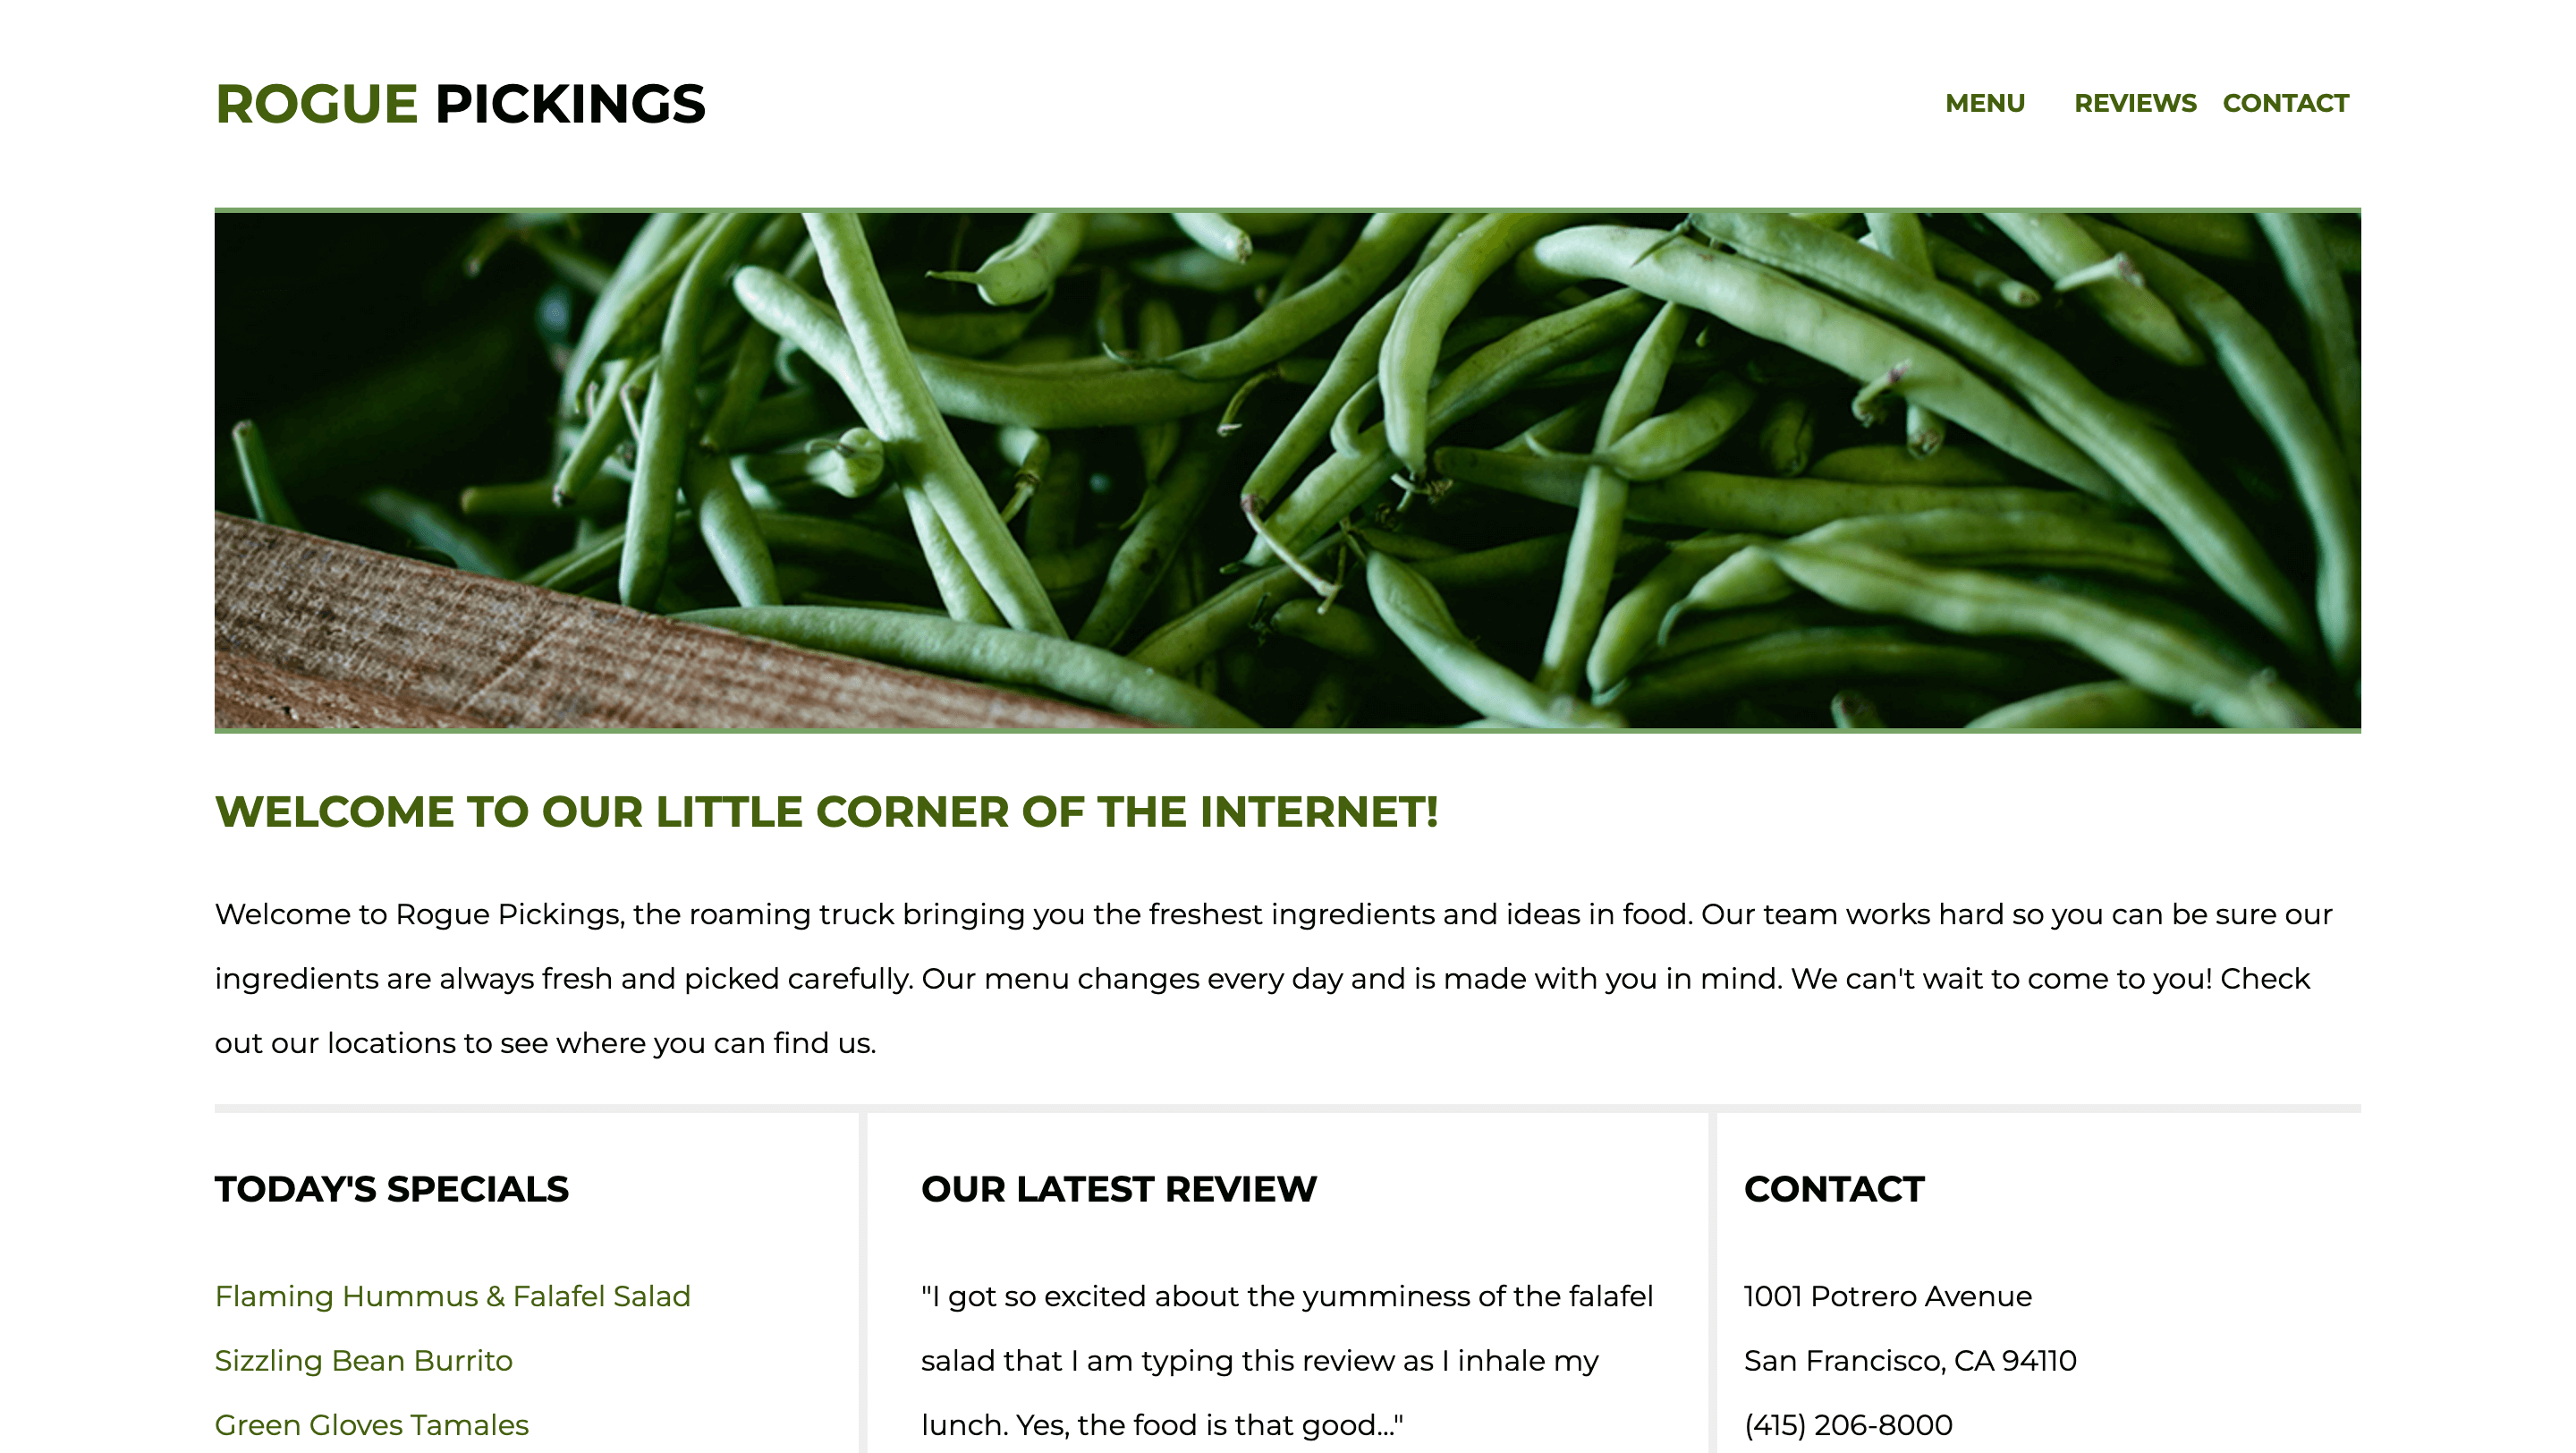 ROGUE PICKINGS
MENU REVIEWS CONTACT
WELCOME TO OUR LITTLE CORNER OF THE INTERNET!
Welcome to Rogue Pickings, the roaming truck bringing you the freshest ingredients and ideas in food. Our team works hard so you can be sure our
ingredients are always fresh and picked carefully. Our menu changes every day and is made with you in mind. We can't wait to come to you! Check
out our locations to see where you can find us.
TODAY'S SPECIALS
Flaming Hummus & Falafel Salad
Sizzling Bean Burrito
Green Gloves Tamales
OUR LATEST REVIEW
"I got so excited about the yumminess of the falafel
salad that I am typing this review as I inhale my
lunch. Yes, the food is that good..."
CONTACT
1001 Potrero Avenue
San Francisco, CA 94110
(415) 206-8000